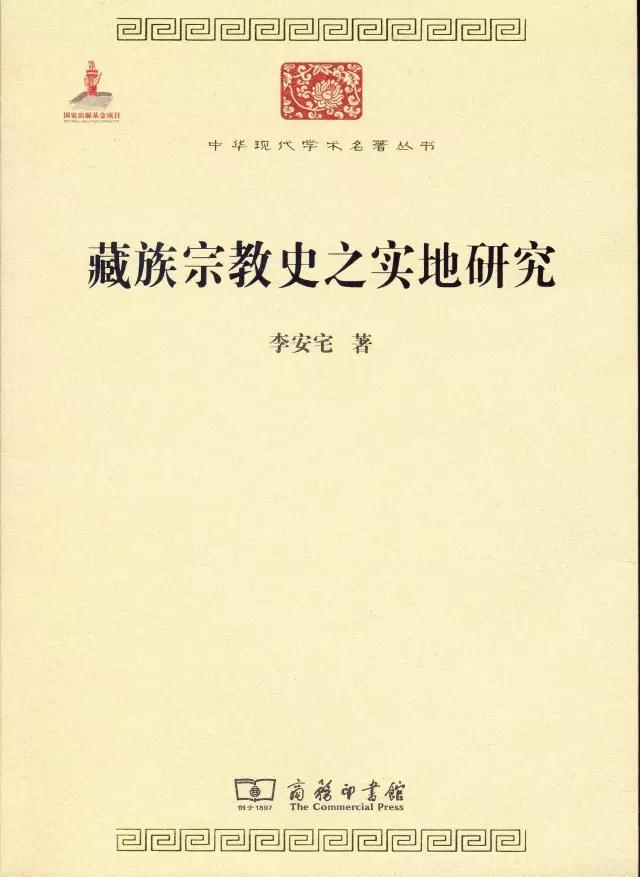 国家出版基金项目
中华现代学术名著丛书
藏族宗教史之实地研究
李安宅 著
商務印書館
创于1897 The Commercial Press